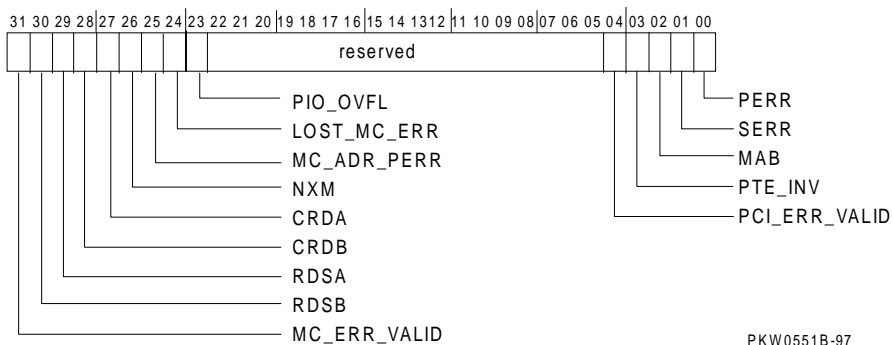 31 30 29 28 27 26 25 24 23 22 21 20 19 18 17 16 15 14 13 12 11 10 09 08 07 06 05 04 03 02 01 00
reserved
PIO_OVFL
LOST_MC_ERR
MC_ADR_PERR
NXM
CRDA
CRDB
RDSA
RDSB
MC_ERR_VALID
PERR
SERR
MAB
PTE_INV
PCI_ERR_VALID
PKW0551B-97